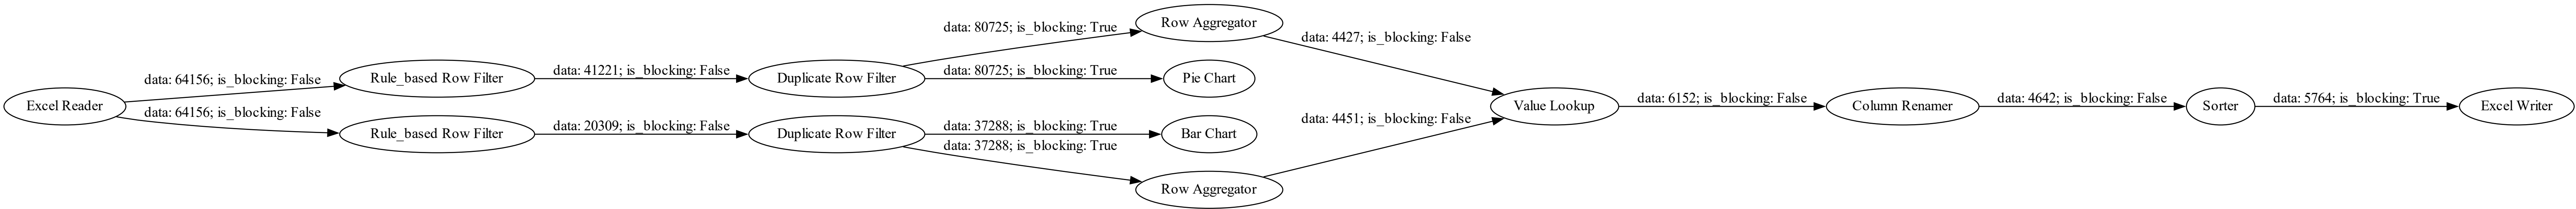 Excel Reader
data: 64156; is_blocking: False
data: 64156; is_blocking: False
Rule_based Row Filter
Rule_based Row Filter
data: 41221; is_blocking: False
data: 20309; is_blocking: False
Duplicate Row Filter
Duplicate Row Filter
data: 80725; is_blocking: True
data: 80725; is_blocking: True
data: 37288; is_blocking: True
data: 37288; is_blocking: True
Row Aggregator
Pie Chart
Bar Chart
Row Aggregator
data: 4427; is_blocking: False
data: 4451; is_blocking: False
Value Lookup
data: 6152; is_blocking: False
Column Renamer
data: 4642; is_blocking: False
Sorter
data: 5764; is_blocking: True
Excel Writer